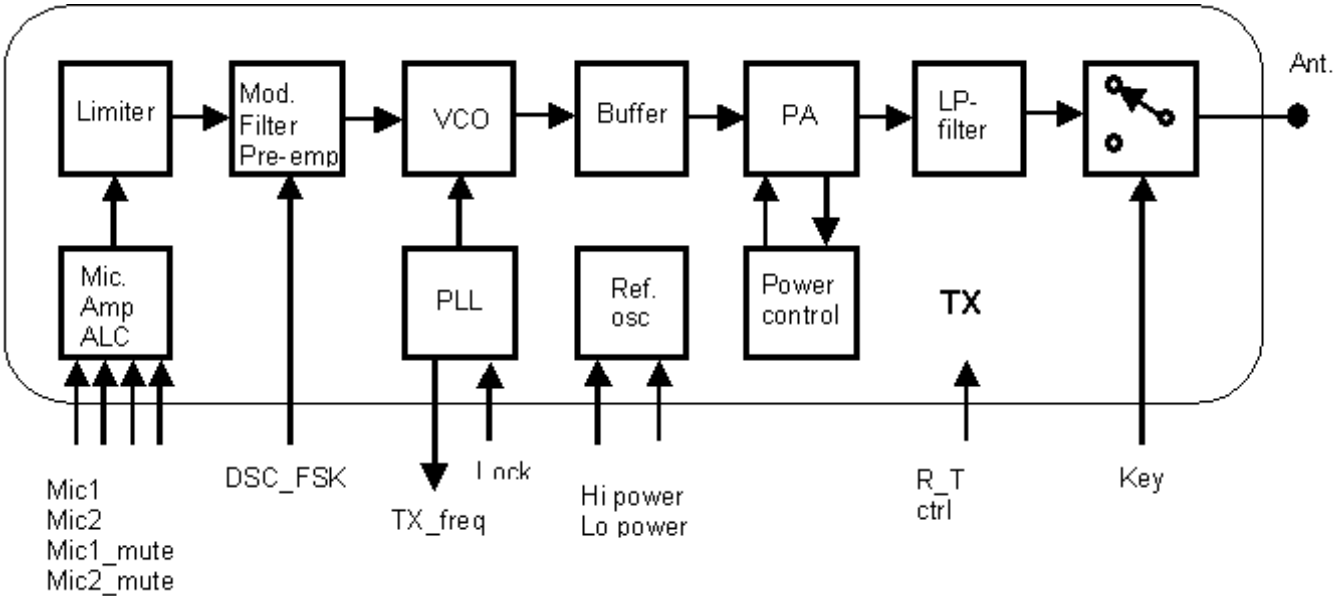 Ant.
Limiter
Mod.
Filter
Pre-emp
VCO
Buffer
PA
LP-
filter
Mic.
Amp
ALC
PLL
Ref.
osc
Power
control
TX
Mic1
Mic2
Mic1_mute
Mic2_mute
DSC_FSK
TX_freq
Lock
Hi power
Lo power
R_T
ctrl
Key